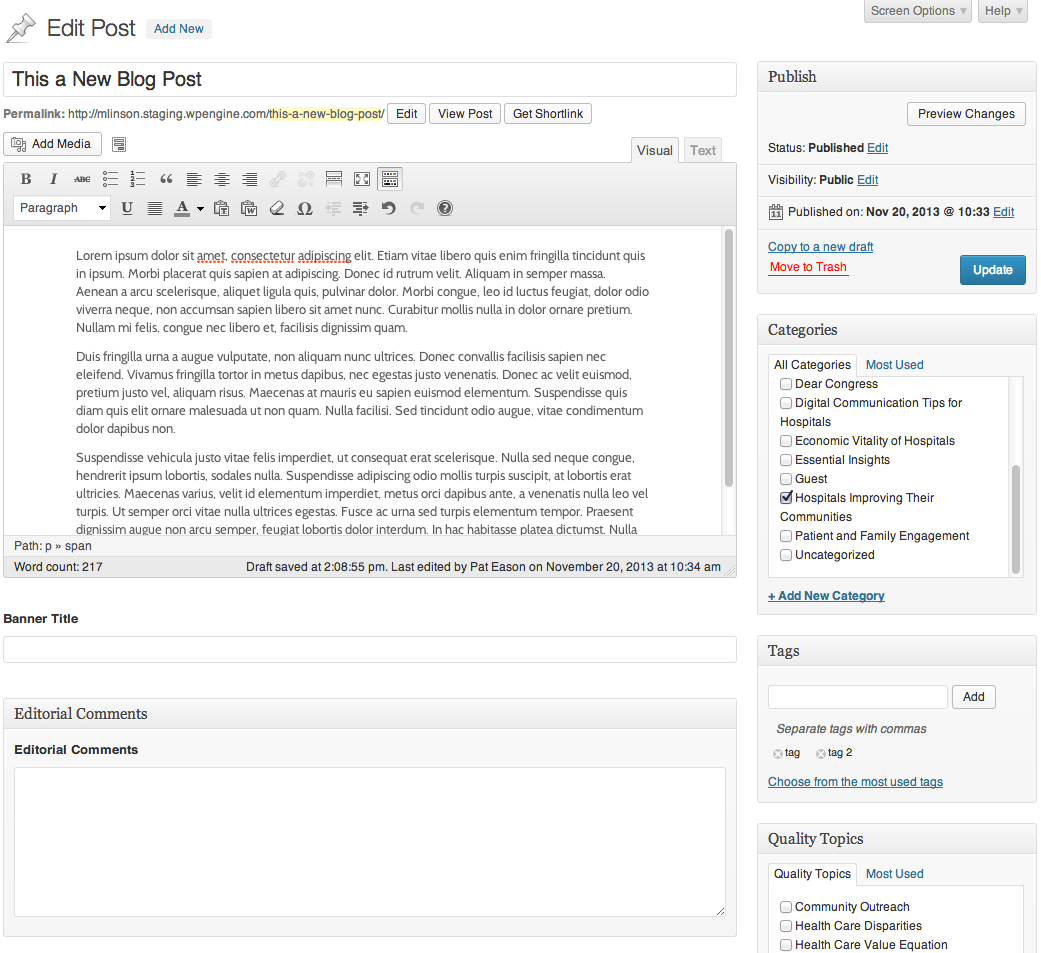 Screen Options Help
Edit Post Add New
This a New Blog Post
Permalink: http://mlinson.staging.wpengine.com/this-a-new-blog-post/ Edit View Post Get Shortlink
Add Media
Visual Text
B I ABC
Paragraph U A
Lorem ipsum dolor sit amet, consectetur adipiscing elit. Etiam vitae libero quis enim fringilla tincidunt quis
in ipsum. Morbi placerat quis sapien at adipiscing. Donec id rutrum velit. Aliquam in semper massa.
Aenean a arcu scelerisque, aliquet ligula quis, pulvinar dolor. Morbi congue, leo id luctus feugiat, dolor odio
viverra neque, non accumsan sapien libero sit amet nunc. Curabitur mollis nulla in dolor ornare pretium.
Nullam mi felis, congue nec libero et, facilisis dignissim quam.
Duis fringilla urna a augue vulputate, non aliquam nunc ultrices. Donec convallis facilisis sapien nec
eleifend. Vivamus fringilla tortor in metus dapibus, nec egestas justo venenatis. Donec ac velit euismod,
pretium justo vel, aliquam risus. Maecenas at mauris eu sapien euismod elementum. Suspendisse quis
diam quis elit ornare malesuada ut non quam. Nulla facilisi. Sed tincidunt odio augue, vitae condimentum
dolor dapibus non.
Suspendisse vehicula justo vitae felis imperdiet, ut consequat erat scelerisque. Nulla sed neque congue,
hendrerit ipsum lobortis, sodales nulla. Suspendisse adipiscing odio mollis turpis suscipit, at lobortis erat
ultricies. Maecenas varius, velit id elementum imperdiet, metus orci dapibus ante, a venenatis nulla leo vel
turpis. Ut semper orci vitae nulla ultrices egestas. Fusce ac urna sed turpis elementum tempor. Praesent
dignissim augue non arcu semper, feugiat lobortis dolor interdum. In hac habitasse platea dictumst. Nulla
Path: p » span
Word count: 217 Draft saved at 2:08:55 pm. Last edited by Pat Eason on November 20, 2013 at 10:34 am
Banner Title
Editorial Comments
Editorial Comments
Publish
Preview Changes
Status: Published Edit
Visibility: Public Edit
11 Published on: Nov 20, 2013 @ 10:33 Edit
Copy to a new draft
Move to Trash
Update
Categories
All Categories Most Used
Dear Congress
Digital Communication Tips for
Hospitals
Economic Vitality of Hospitals
Essential Insights
Guest
Hospitals Improving Their
Communities
Patient and Family Engagement
Uncategorized
+ Add New Category
Tags
Add
Separate tags with commas
tag tag 2
Choose from the most used tags
Quality Topics
Quality Topics Most Used
Community Outreach
Health Care Disparities
Health Care Value Equation